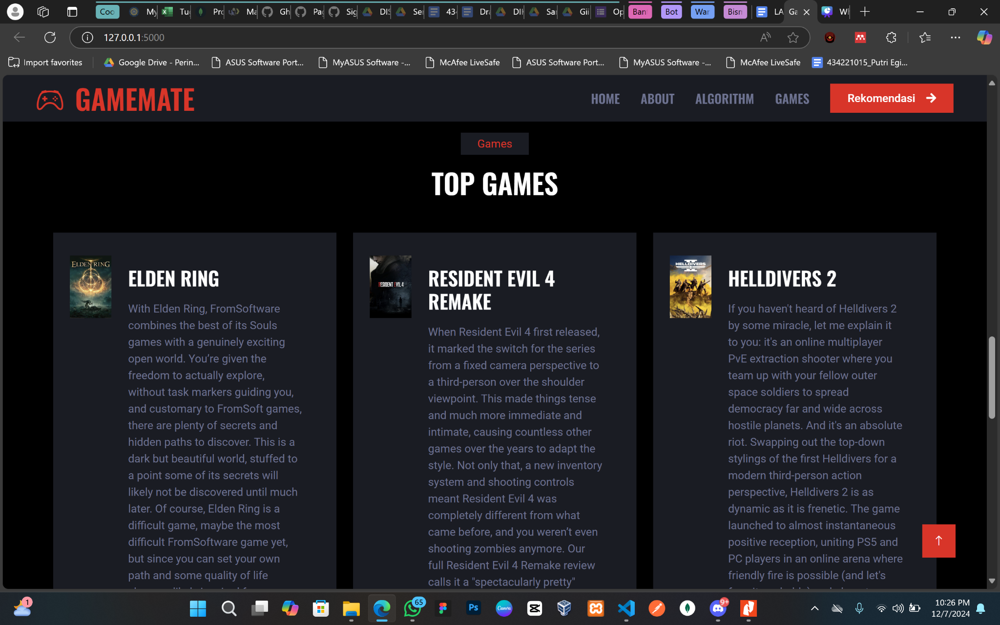 Coo
My
Tu
Pro
Ma
Gh
Pa
Sig
DI
Se
434
Dra
DI
Sa
Gi
Op
Ban
Bot
War
Bism
LA
Ga
W
127.0.0.1:5000
Import favorites
Google Drive - Perin...
ASUS Software Port...
MyASUS Software -...
McAfee LiveSafe
ASUS Software Port...
MyASUS Software -...
McAfee LiveSafe
434221015_Putri Egi...
GAMEMATE
HOME
ABOUT
ALGORITHM
GAMES
Rekomendasi
Games
TOP GAMES
ELDEN RING
ELDEN RING
With Elden Ring, FromSoftware
combines the best of its Souls
games with a genuinely exciting
open world. You’re given the
freedom to actually explore,
without task markers guiding you,
and customary to FromSoft games,
there are plenty of secrets and
hidden paths to discover. This is a
dark but beautiful world, stuffed to
a point some of its secrets will
likely not be discovered until much
later. Of course, Elden Ring is a
difficult game, maybe the most
difficult FromSoftware game yet,
but since you can set your own
path and some quality of life
RESIDENT EVIL 4
RESIDENT EVIL 4
REMAKE
When Resident Evil 4 first released,
it marked the switch for the series
from a fixed camera perspective to
a third-person over the shoulder
viewpoint. This made things tense
and much more immediate and
intimate, causing countless other
games over the years to adapt the
style. Not only that, a new inventory
system and shooting controls
meant Resident Evil 4 was
completely different from what
came before, and you weren’t even
shooting zombies anymore. Our
full Resident Evil 4 Remake review
calls it a "spectacularly pretty"
HELLDIVERS
HELLDIVERS 2
If you haven't heard of Helldivers 2
by some miracle, let me explain it
to you: it's an online multiplayer
PvE extraction shooter where you
team up with your fellow outer
space soldiers to spread
democracy far and wide across
hostile planets. And it's an absolute
riot. Swapping out the top-down
stylings of the first Helldivers for a
modern third-person action
perspective, Helldivers 2 is as
dynamic as it is frenetic. The game
launched to almost instantaneous
positive reception, uniting PS5 and
PC players in an online arena where
friendly fire is possible (and let's
1
65
Ps
Canva
9+
10:26 PM
12/7/2024